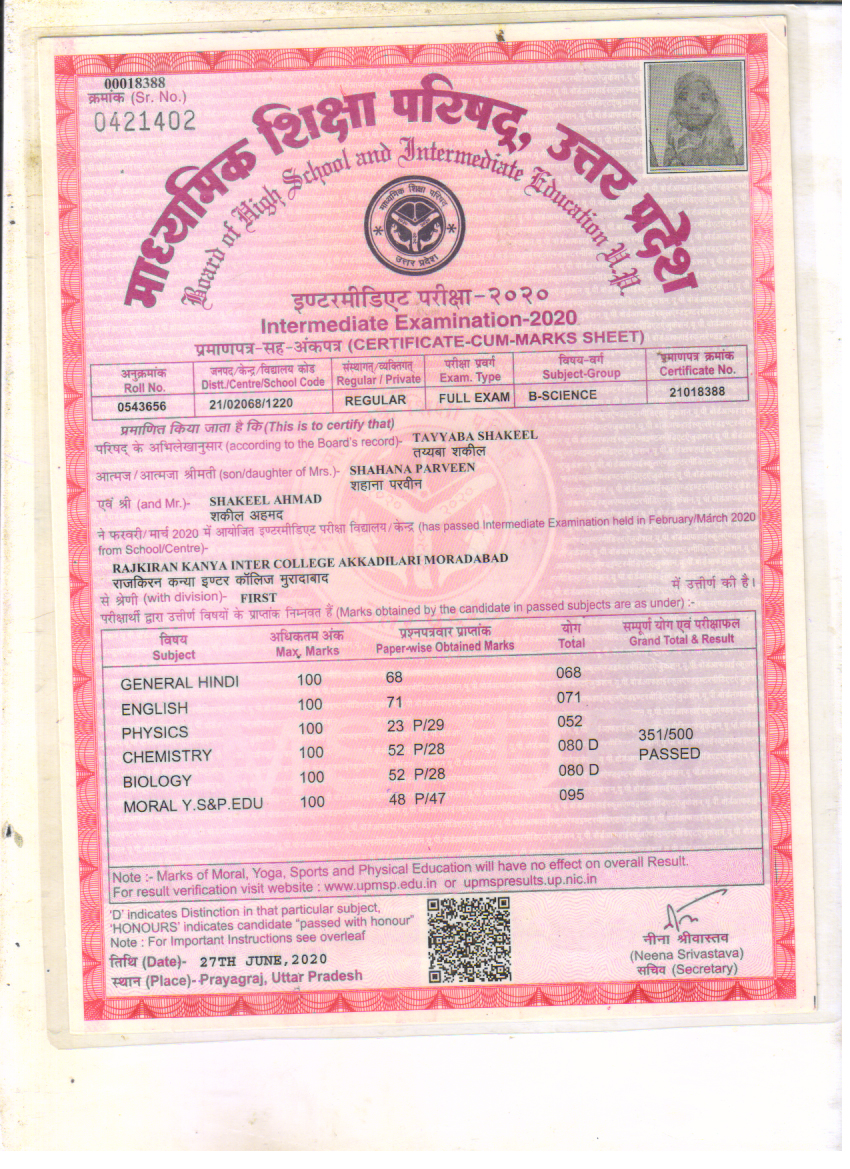 00018388
क्रमांक (Sr. No.)
0421402
माध्यमिक शिक्षा परिषद्, उत्तर प्रदेश
Board of High School and Intermediate Education U.P.
माध्यमिक शिक्षा परिषद
उत्तर प्रदेश
इण्टरमीडिएट परीक्षा-२०२०
Intermediate Examination-2020
प्रमाणपत्र-सह-अंकपत्र (CERTIFICATE-CUM-MARKS SHEET)
अनुक्रमांक जनपद/केन्द्र/विद्यालय कोड संस्थागत्/व्यक्तिगत् परीक्षा प्रवर्ग विषय-वर्ग प्रमाणपत्र क्रमांक
Roll No. Distt./Centre/School Code Regular / Private Exam. Type Subject-Group Certificate No.
0543656 21/02068/1220 REGULAR FULL EXAM B-SCIENCE 21018388
प्रमाणित किया जाता है कि (This is to certify that)
परिषद् के अभिलेखानुसार (according to the Board's record)- TAYYABA SHAKEEL
तय्यबा शकील
आत्मज/आत्मजा श्रीमती (son/daughter of Mrs.)- SHAHANA PARVEEN
शहाना परवीन
एवं श्री (and Mr.)- SHAKEEL AHMAD
शकील अहमद
ने फरवरी/मार्च 2020 में आयोजित इण्टरमीडिएट परीक्षा विद्यालय/केन्द्र (has passed Intermediate Examination held in February/March 2020
from School/Centre)-
RAJKIRAN KANYA INTER COLLEGE AKKADILARI MORADABAD
राजकिरन कन्या इण्टर कॉलिज मुरादाबाद
से श्रेणी (with division)- FIRST में उत्तीर्ण की है।
परीक्षार्थी द्वारा उत्तीर्ण विषयों के प्राप्तांक निम्नवत हैं (Marks obtained by the candidate in passed subjects are as under) :-
विषय अधिकतम अंक प्रश्नपत्रवार प्राप्तांक योग सम्पूर्ण योग एवं परीक्षाफल
Subject Max. Marks Paper-wise Obtained Marks Total Grand Total & Result
GENERAL HINDI 100 68 068
ENGLISH 100 71 071
PHYSICS 100 23 P/29 052 351/500
CHEMISTRY 100 52 P/28 080 D PASSED
BIOLOGY 100 52 P/28 080 D
MORAL Y.S&P.EDU 100 48 P/47 095
Note :- Marks of Moral, Yoga, Sports and Physical Education will have no effect on overall Result.
For result verification visit website : www.upmsp.edu.in or upmspresults.up.nic.in
'D' indicates Distinction in that particular subject,
'HONOURS' indicates candidate "passed with honour"
Note : For Important Instructions see overleaf
तिथि (Date)- 27TH JUNE,2020
स्थान (Place)- Prayagraj, Uttar Pradesh
नीना श्रीवास्तव
(Neena Srivastava)
सचिव (Secretary)